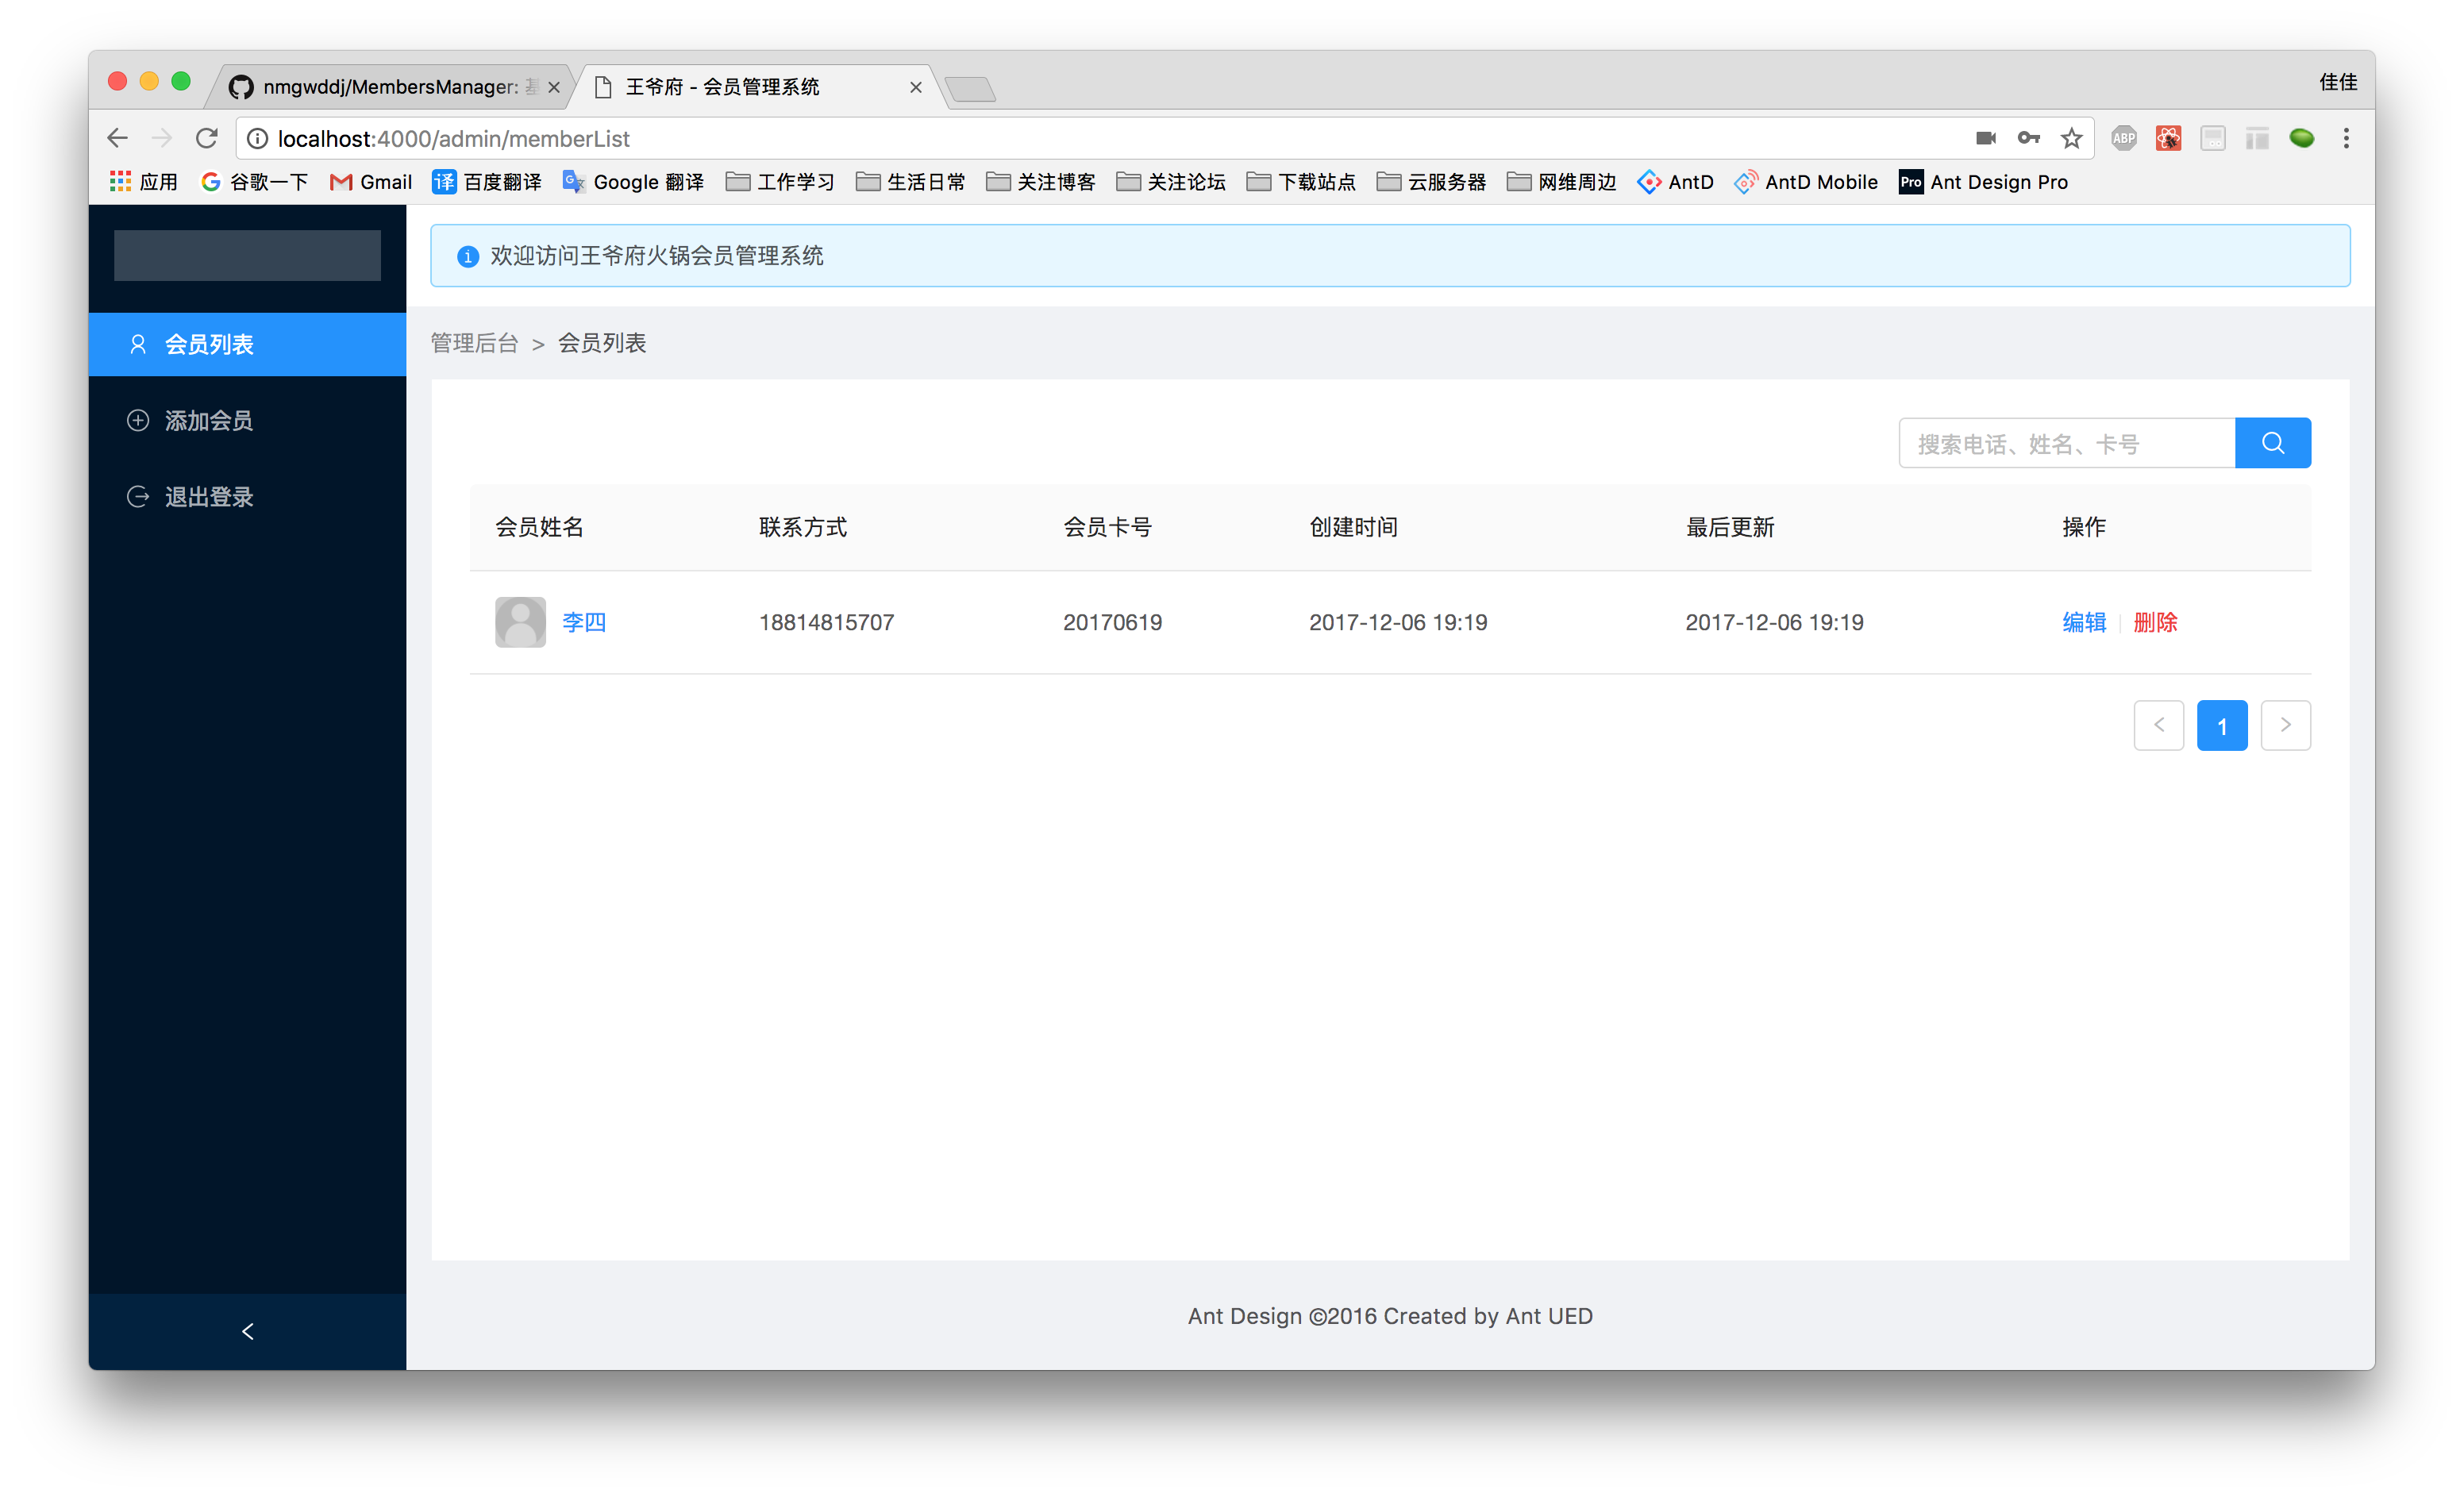 nmgwddj/MembersManager: 基
王爷府 - 会员管理系统
佳佳
localhost:4000/admin/memberList
ABP
应用
谷歌一下
Gmail
译 百度翻译
Google 翻译
工作学习
生活日常
关注博客
关注论坛
下载站点
云服务器
网维周边
AntD
AntD Mobile
Pro Ant Design Pro
欢迎访问王爷府火锅会员管理系统
会员列表
添加会员
退出登录
管理后台 > 会员列表
搜索电话、姓名、卡号
会员姓名 联系方式 会员卡号 创建时间 最后更新 操作
李四 18814815707 20170619 2017-12-06 19:19 2017-12-06 19:19 编辑 删除
< 1 >
Ant Design ©2016 Created by Ant UED